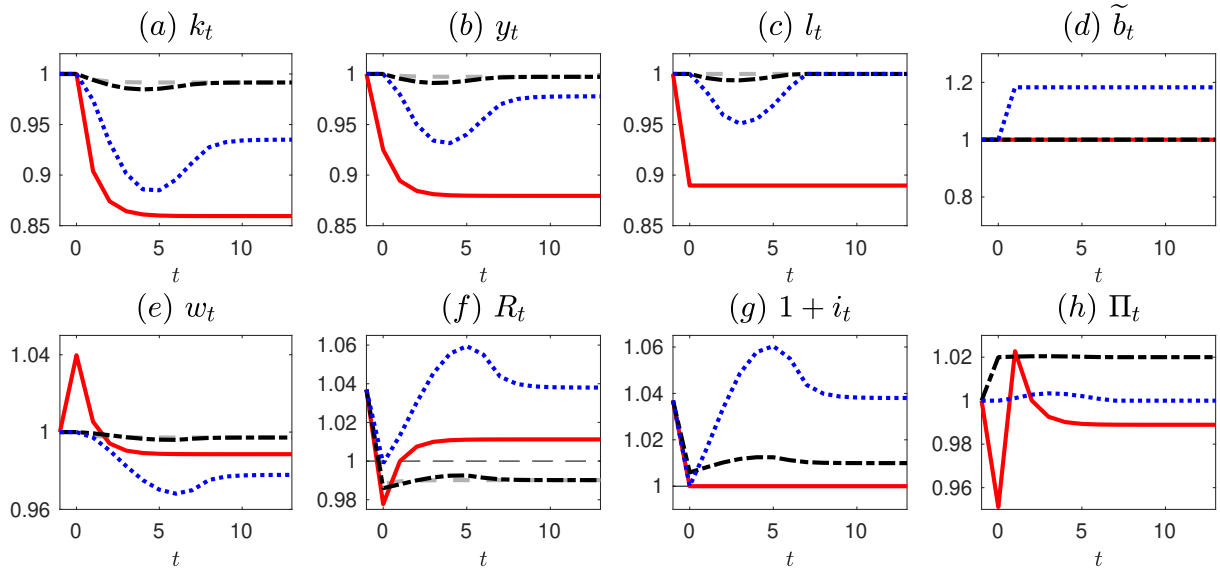 (a) k_t
(b) y_t
(c) l_t
(d) \widetilde{b}_t
1
0.95
0.9
0.85
0 5 10
t
1
0.95
0.9
0.85
0 5 10
t
1
0.95
0.9
0.85
0 5 10
t
1.2
1
0.8
0 5 10
t
(e) w_t
(f) R_t
(g) 1 + i_t
(h) Π_t
1.04
1
0.96
0 5 10
t
1.06
1.04
1.02
1
0.98
0 5 10
t
1.06
1.04
1.02
1
0 5 10
t
1.02
1
0.98
0.96
0 5 10
t